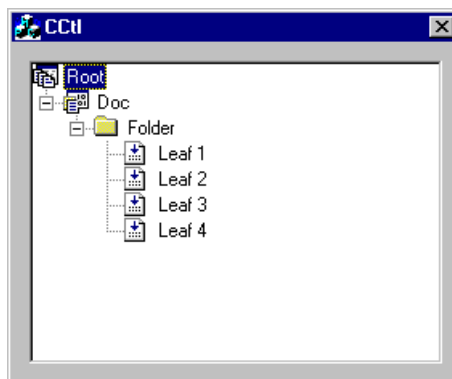 CCtl
Root
Doc
Folder
Leaf 1
Leaf 2
Leaf 3
Leaf 4